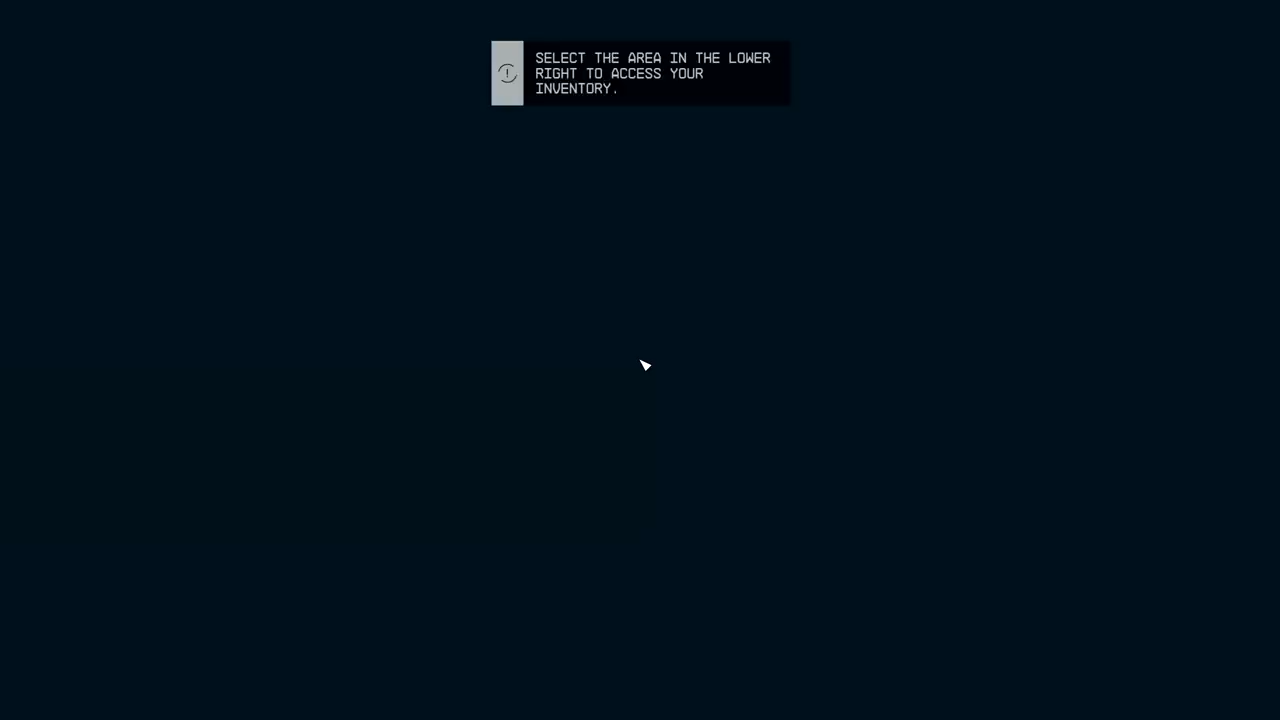 SELECT THE AREA IN THE LOWER
RIGHT TO ACCESS YOUR
INVENTORY.